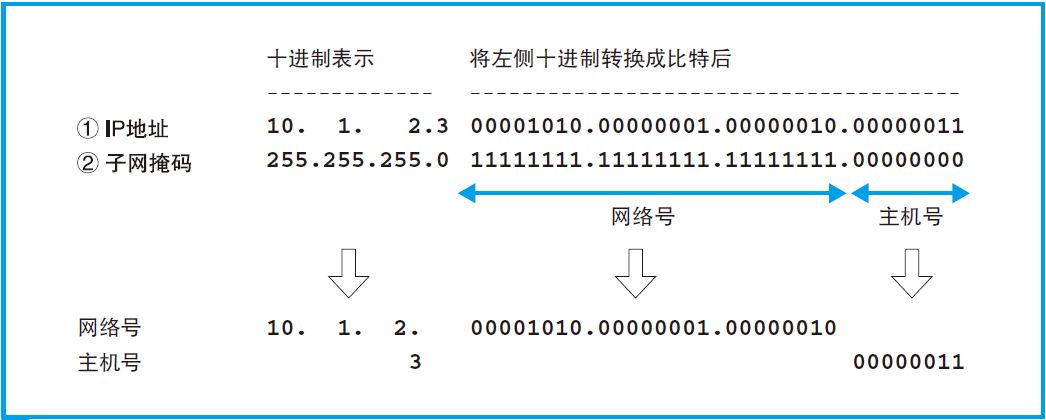 十进制表示 将左侧十进制转换成比特后
------------- -------------------------------------
① IP地址 10. 1. 2.3 00001010.00000001.00000010.00000011
② 子网掩码 255.255.255.0 11111111.11111111.11111111.00000000
网络号 主机号
网络号 10. 1. 2. 00001010.00000001.00000010
主机号 3 00000011